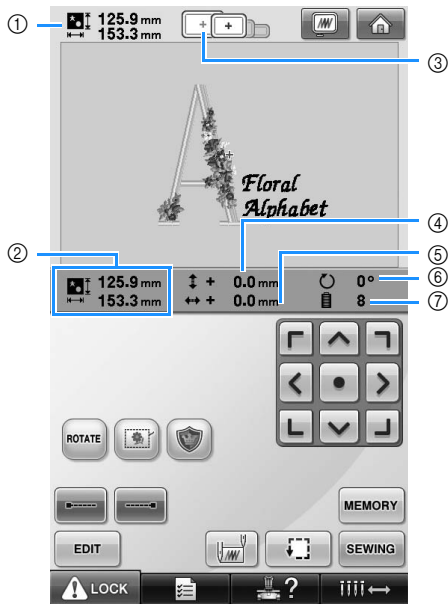 ① 125.9 mm
153.3 mm
③
Floral
Alphabet
②
④
⑤
125.9 mm + 0.0 mm 0° ⑥
153.3 mm + 0.0 mm 8 ⑦
ROTATE
MEMORY
EDIT SEWING
LOCK ?